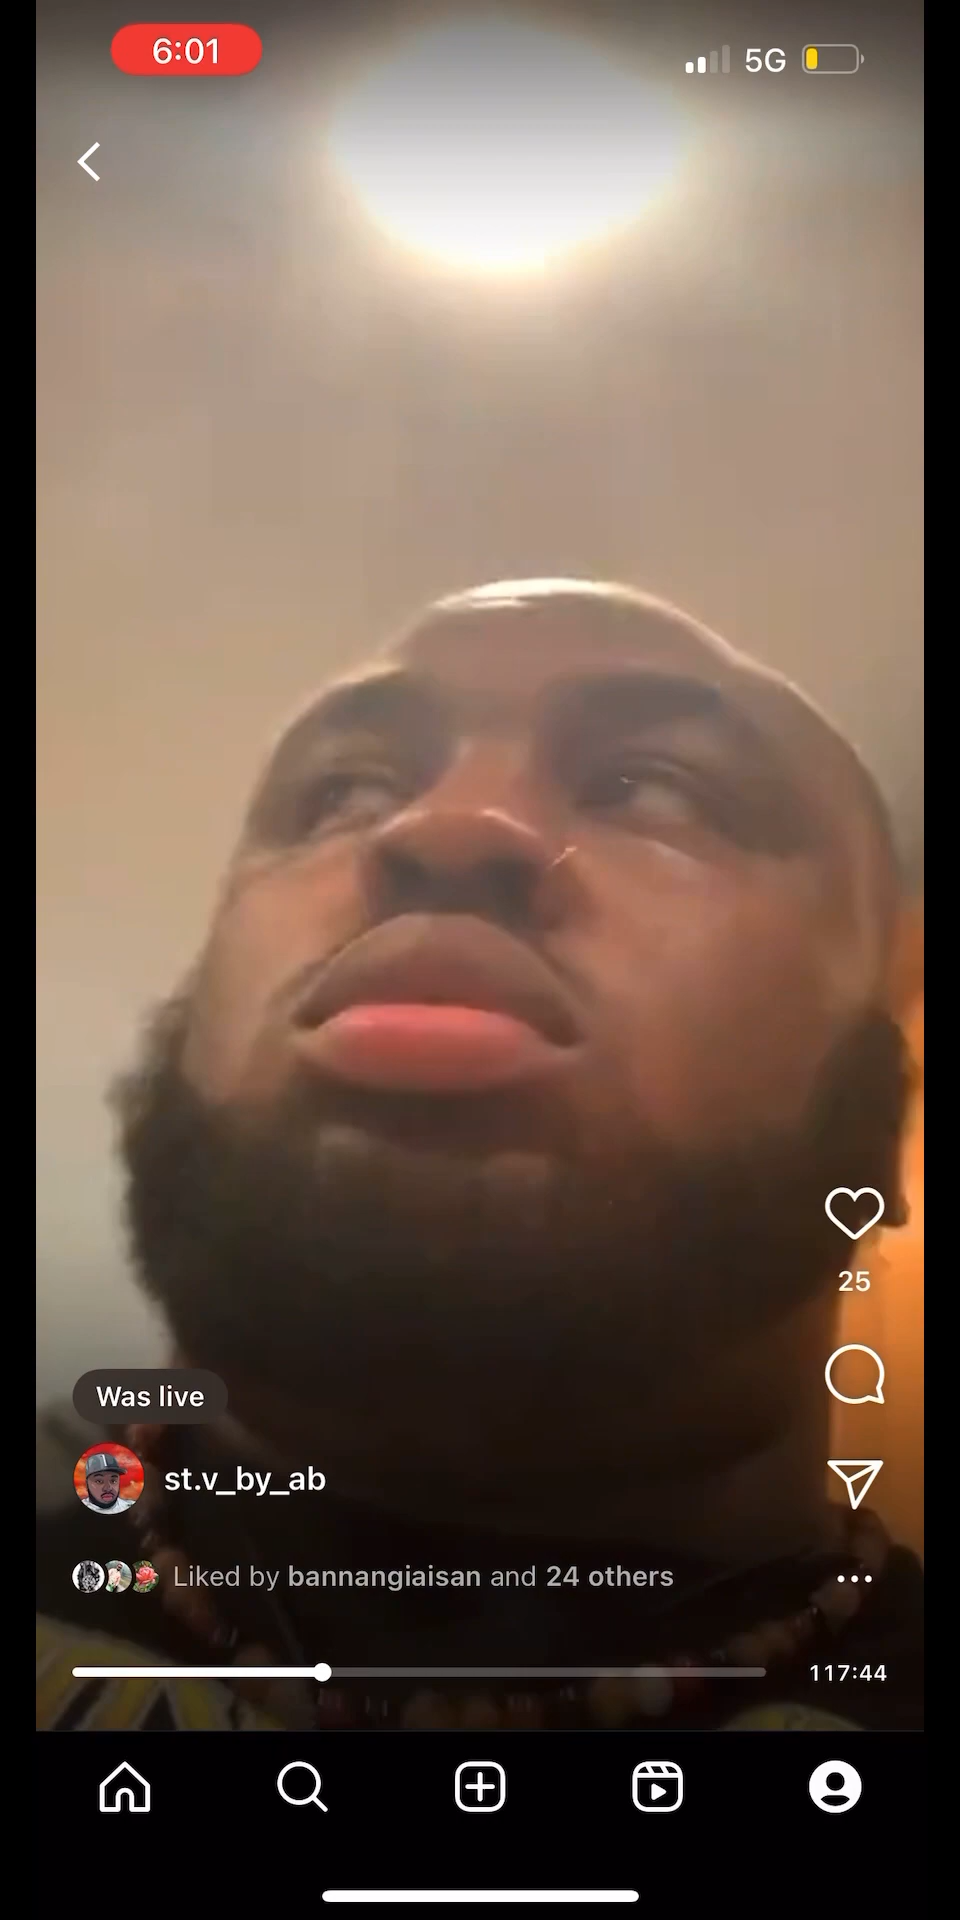 6:01
5G
25
Was live
st.v_by_ab
Liked by bannangiaisan and 24 others
117:44